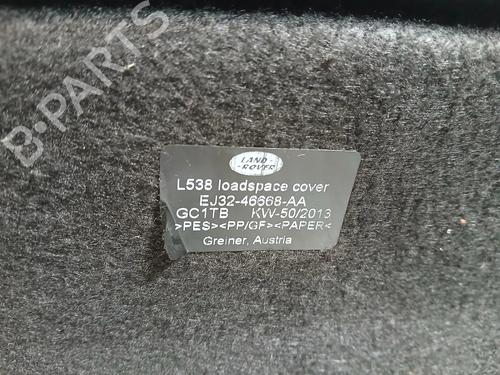 B-PARTS
LAND-
ROVER
L538 loadspace cover
EJ32-46668-AA
GC1TB KW-50/2013
>PES<>PP/GF<>PAPER<
Greiner, Austria